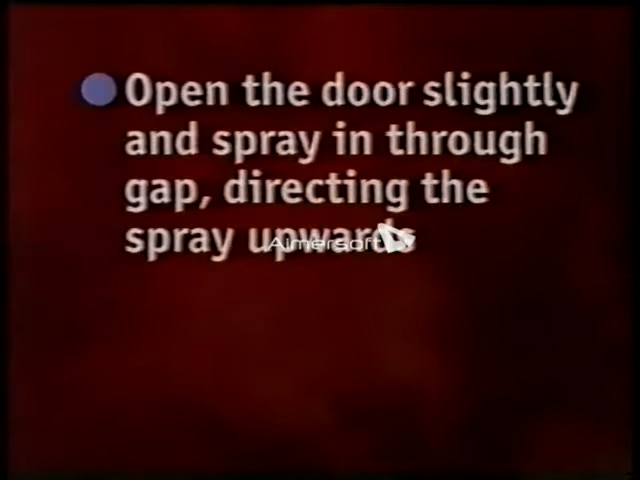 Open the door slightly
and spray in through
gap, directing the
spray upwards
Aimersoft